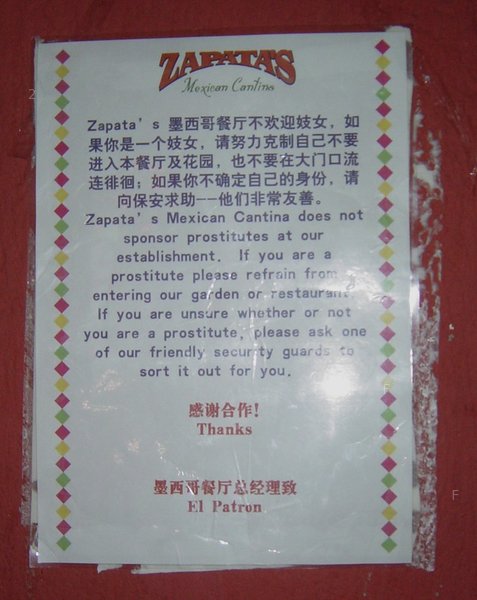 ZAPATA'S
Mexican Cantina
Zapata’s 墨西哥餐厅不欢迎妓女，如
果你是一个妓女，请努力克制自己不要
进入本餐厅及花园，也不要在大门口流
连徘徊；如果你不确定自己的身份，请
向保安求助--他们非常友善。
Zapata’s Mexican Cantina does not
sponsor prostitutes at our
establishment. If you are a
prostitute please refrain from
entering our garden or restaurant.
If you are unsure whether or not
you are a prostitute, please ask one
of our friendly security guards to
sort it out for you.
感谢合作!
Thanks
墨西哥餐厅总经理致
El Patron